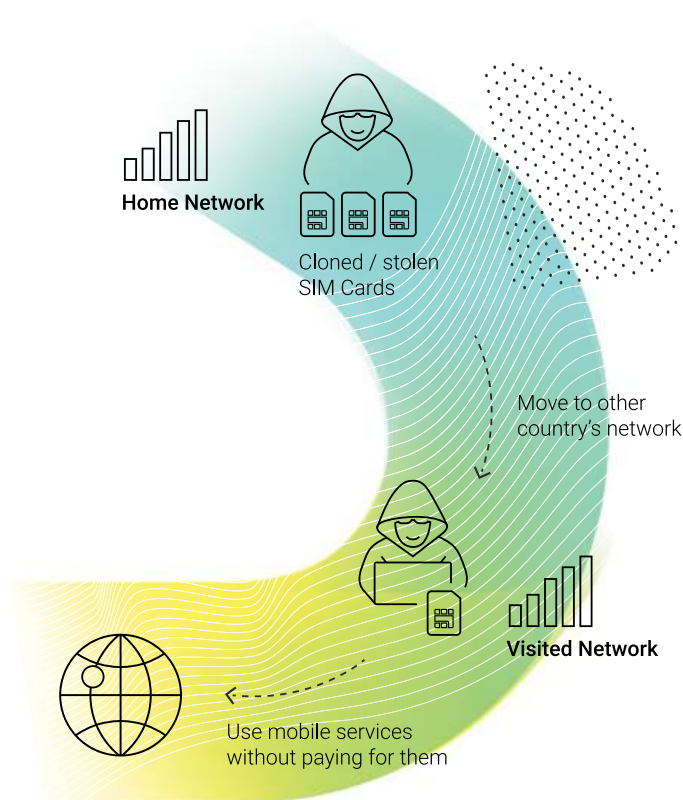 Home Network
Cloned / stolen
SIM Cards
Move to other
country's network
Visited Network
Use mobile services
without paying for them